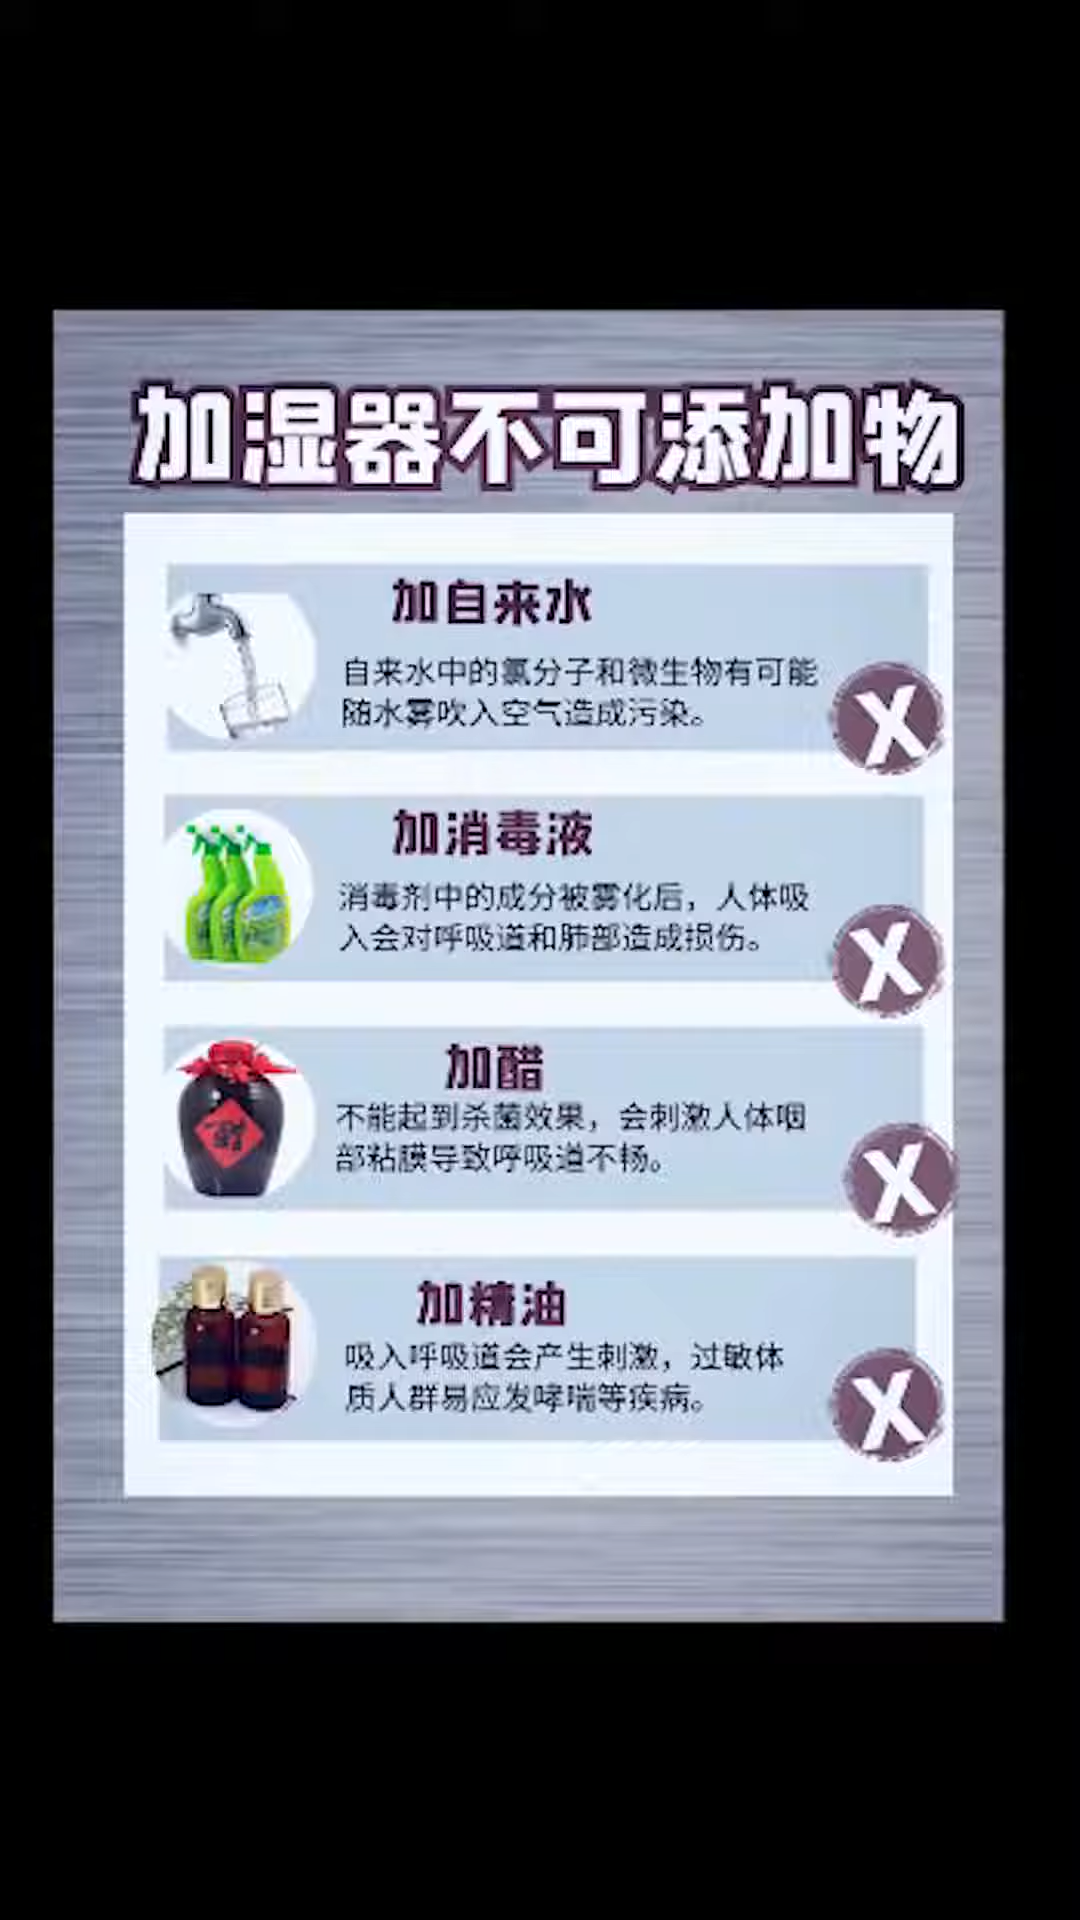 加湿器不可添加物
加自来水
自来水中的氯分子和微生物有可能
随水雾吹入空气造成污染。
X
加消毒液
消毒剂中的成分被雾化后，人体吸
入会对呼吸道和肺部造成损伤。
X
加醋
不能起到杀菌效果，会刺激人体咽
部粘膜导致呼吸道不畅。
X
加精油
吸入呼吸道会产生刺激，过敏体
质人群易应发哮喘等疾病。
X